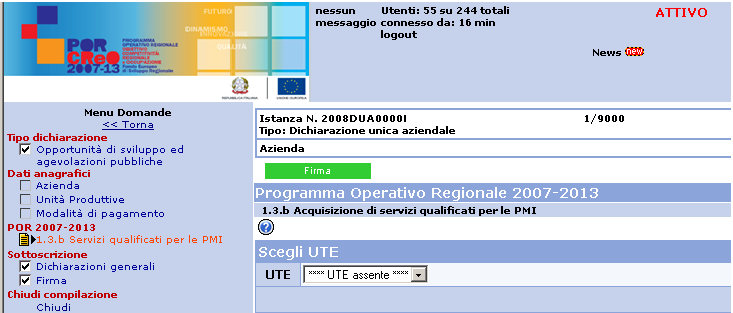 FUTURO
DINAMISMO
INNOVAZIONE
QUALITÀ
POR
CReO
2007-13
PROGRAMMA
OPERATIVO REGIONALE
OBIETTIVO
COMPETITIVITÀ
REGIONALE
e OCCUPAZIONE
Fondo Europeo
di Sviluppo Regionale
REPUBBLICA ITALIANA
UNIONE EUROPEA
nessun messaggio
Utenti: 55 su 244 totali
connesso da: 16 min
logout
ATTIVO
News new
Menu Domande
<< Torna
Tipo dichiarazione
Opportunità di sviluppo ed
agevolazioni pubbliche
Dati anagrafici
Azienda
Unità Produttive
Modalità di pagamento
POR 2007-2013
1.3.b Servizi qualificati per le PMI
Sottoscrizione
Dichiarazioni generali
Firma
Chiudi compilazione
Chiudi
Istanza N. 2008DUA0000I 1/9000
Tipo: Dichiarazione unica aziendale
Azienda
Firma
Programma Operativo Regionale 2007-2013
1.3.b Acquisizione di servizi qualificati per le PMI
?
Scegli UTE
UTE **** UTE assente ****